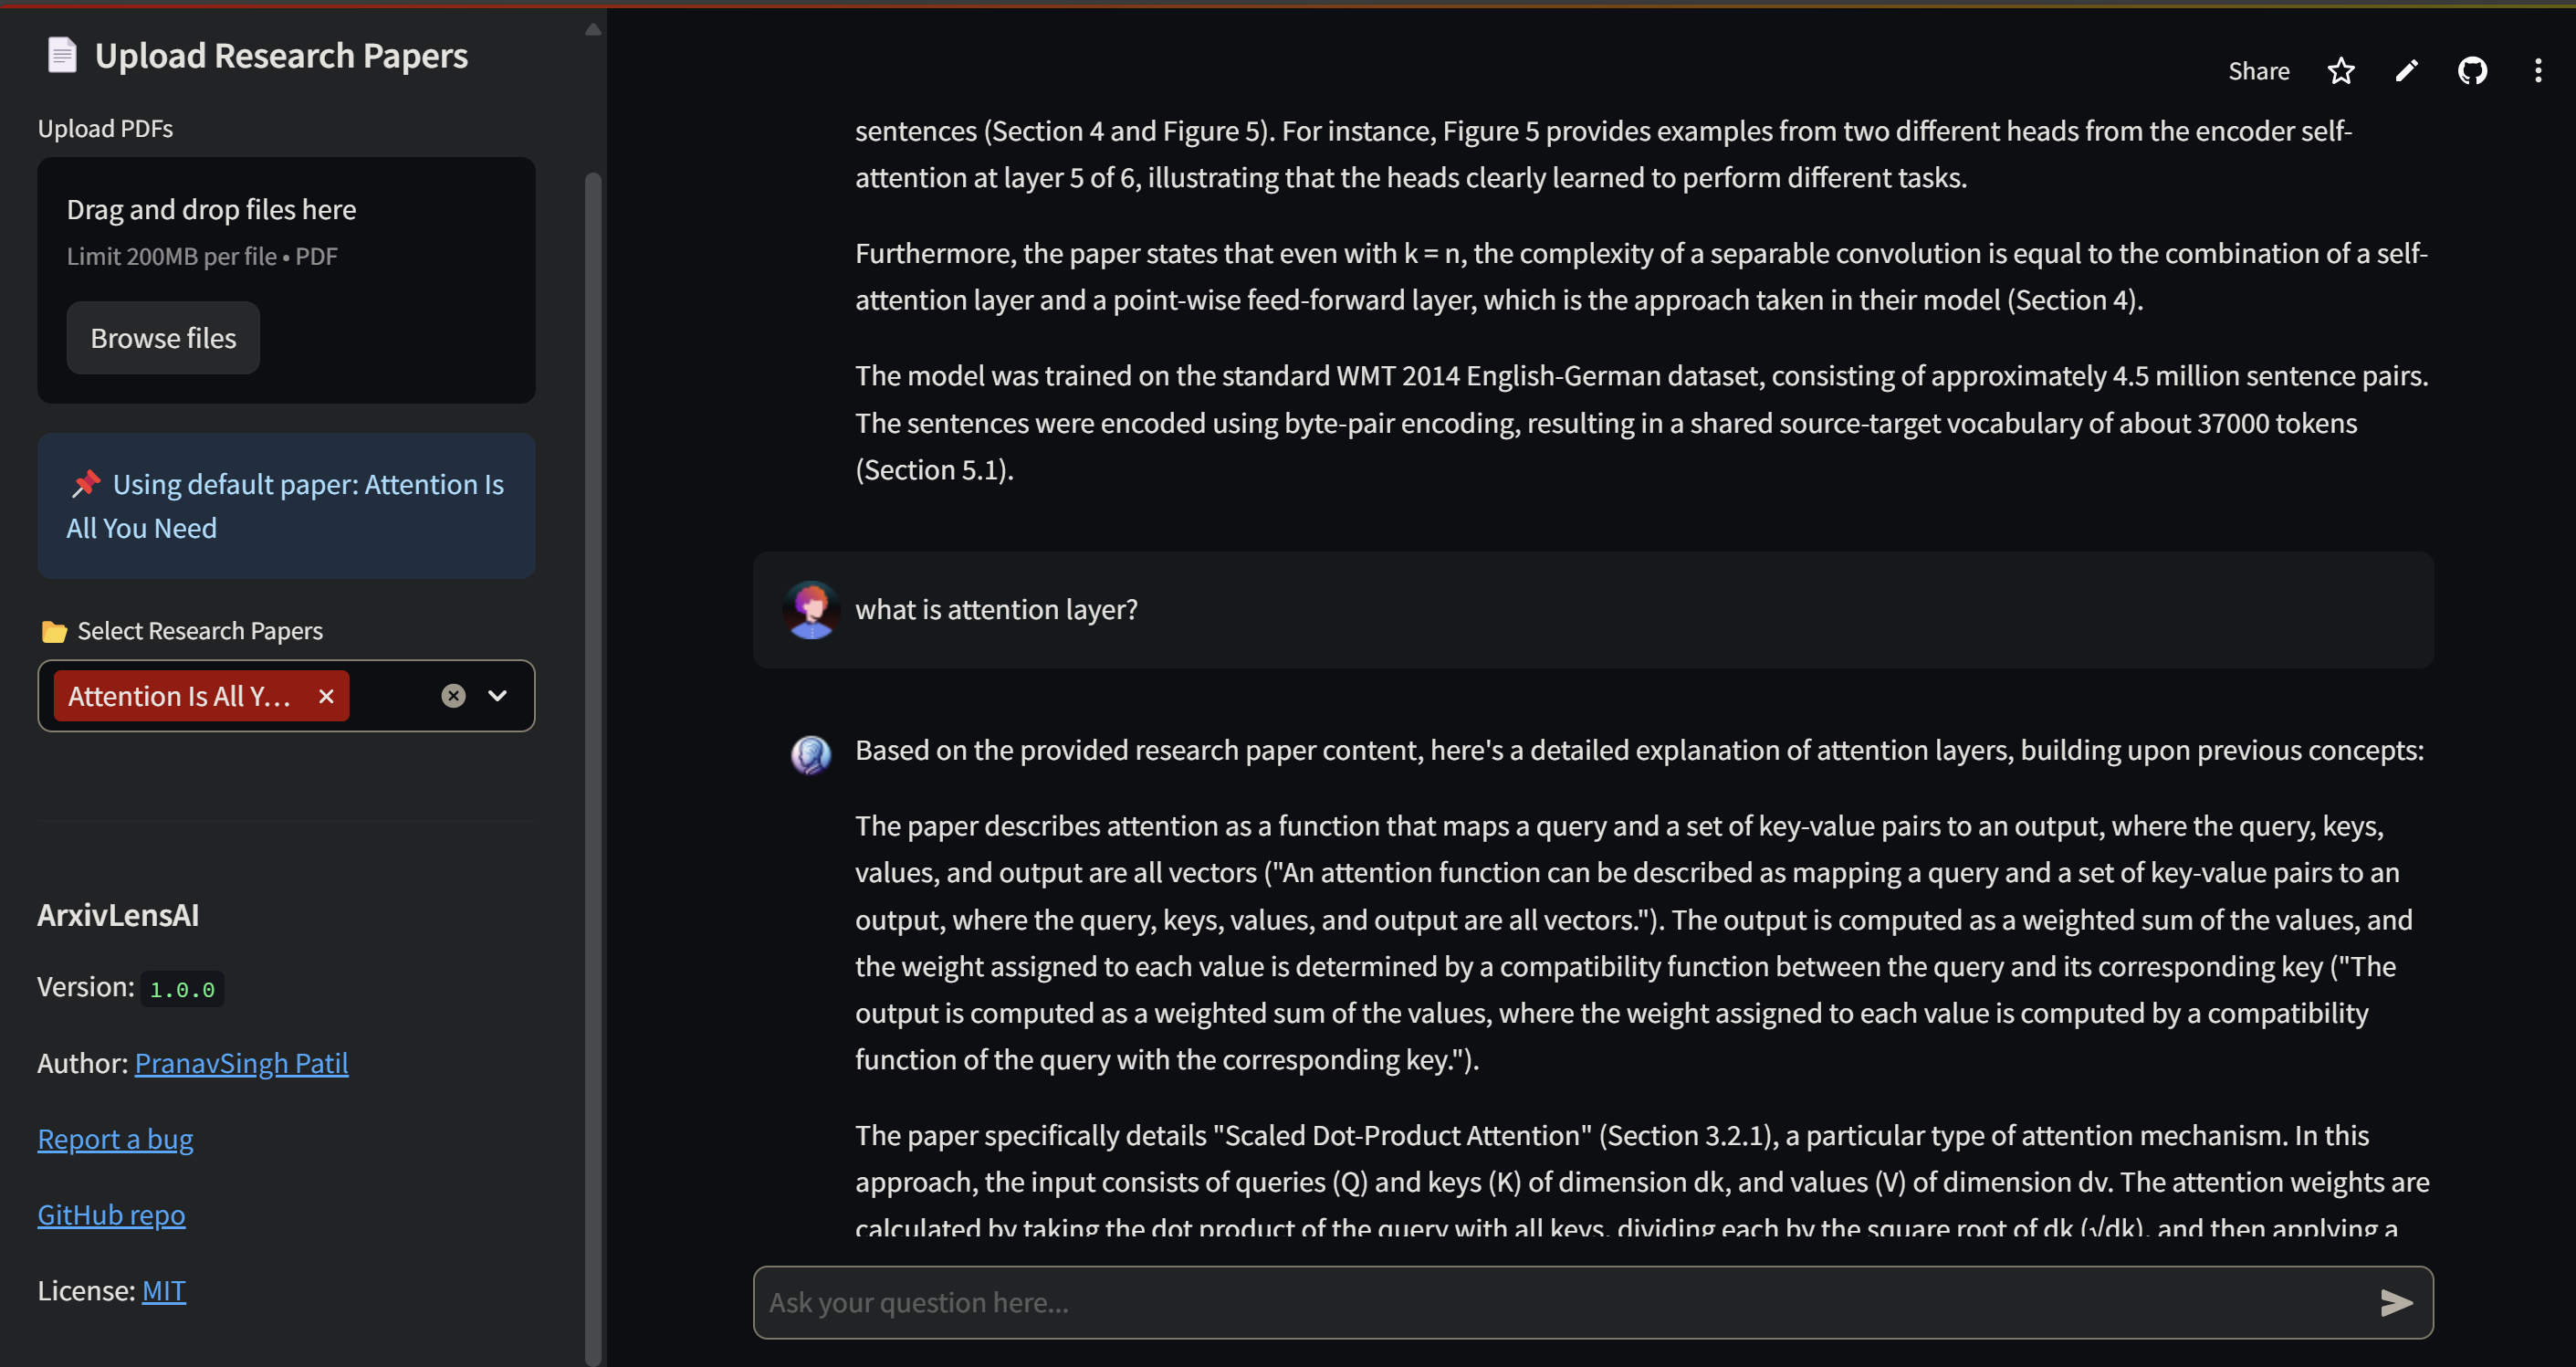 Upload Research Papers
Upload PDFs
Drag and drop files here
Limit 200MB per file • PDF
Browse files
Using default paper: Attention Is
All You Need
Select Research Papers
Attention Is All Y...
ArxivLensAI
Version: 1.0.0
Author: PranavSingh Patil
Report a bug
GitHub repo
License: MIT
Share
sentences (Section 4 and Figure 5). For instance, Figure 5 provides examples from two different heads from the encoder self-
attention at layer 5 of 6, illustrating that the heads clearly learned to perform different tasks.
Furthermore, the paper states that even with k = n, the complexity of a separable convolution is equal to the combination of a self-
attention layer and a point-wise feed-forward layer, which is the approach taken in their model (Section 4).
The model was trained on the standard WMT 2014 English-German dataset, consisting of approximately 4.5 million sentence pairs.
The sentences were encoded using byte-pair encoding, resulting in a shared source-target vocabulary of about 37000 tokens
(Section 5.1).
what is attention layer?
Based on the provided research paper content, here's a detailed explanation of attention layers, building upon previous concepts:
The paper describes attention as a function that maps a query and a set of key-value pairs to an output, where the query, keys,
values, and output are all vectors ("An attention function can be described as mapping a query and a set of key-value pairs to an
output, where the query, keys, values, and output are all vectors."). The output is computed as a weighted sum of the values, and
the weight assigned to each value is determined by a compatibility function between the query and its corresponding key ("The
output is computed as a weighted sum of the values, where the weight assigned to each value is computed by a compatibility
function of the query with the corresponding key.").
The paper specifically details "Scaled Dot-Product Attention" (Section 3.2.1), a particular type of attention mechanism. In this
approach, the input consists of queries (Q) and keys (K) of dimension dk, and values (V) of dimension dv. The attention weights are
calculated by taking the dot product of the query with all keys, dividing each by the square root of dk (√dk), and then applying a
Ask your question here...